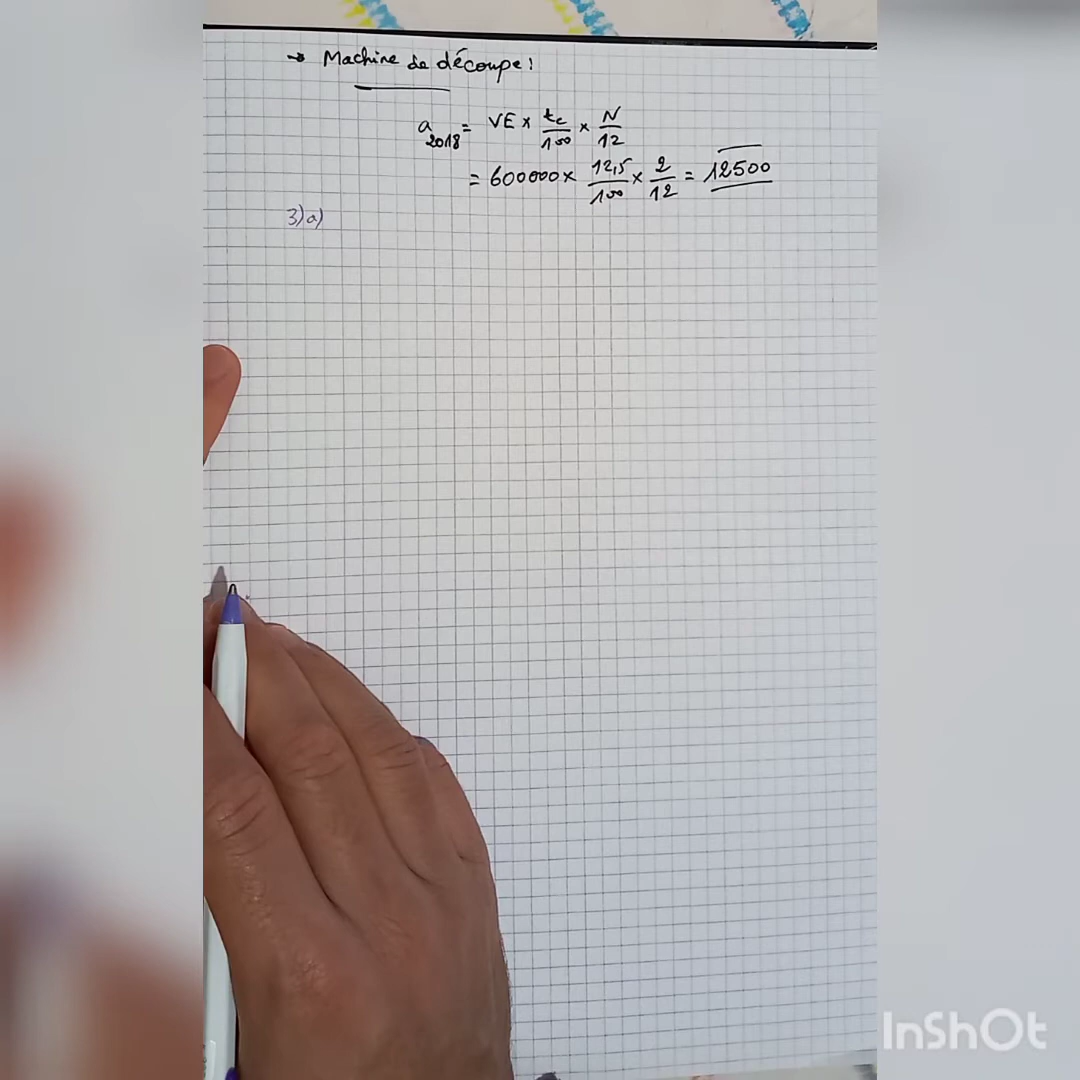 → Machine de découpe :
a2018 = VE × tc/100 × N/12
= 600000 × 12,5/100 × 2/12 = 12500
3) a)
InShOt